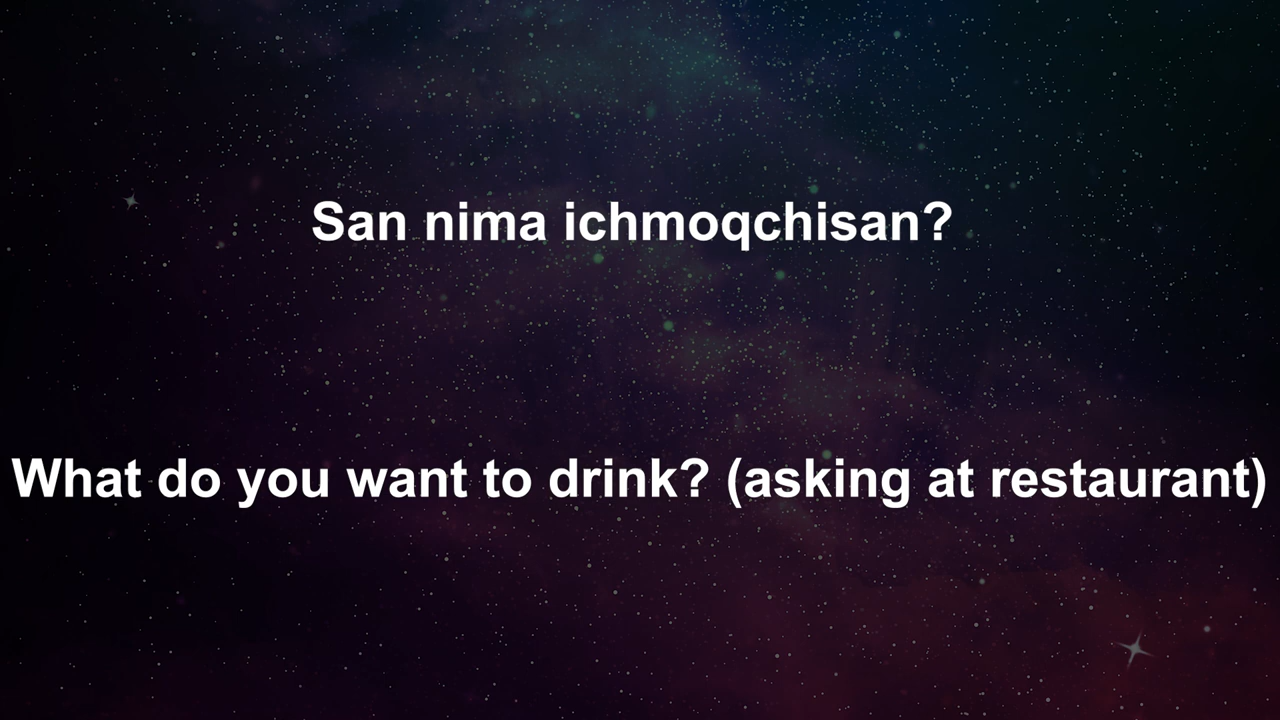 San nima ichmoqchisan?
What do you want to drink? (asking at restaurant)